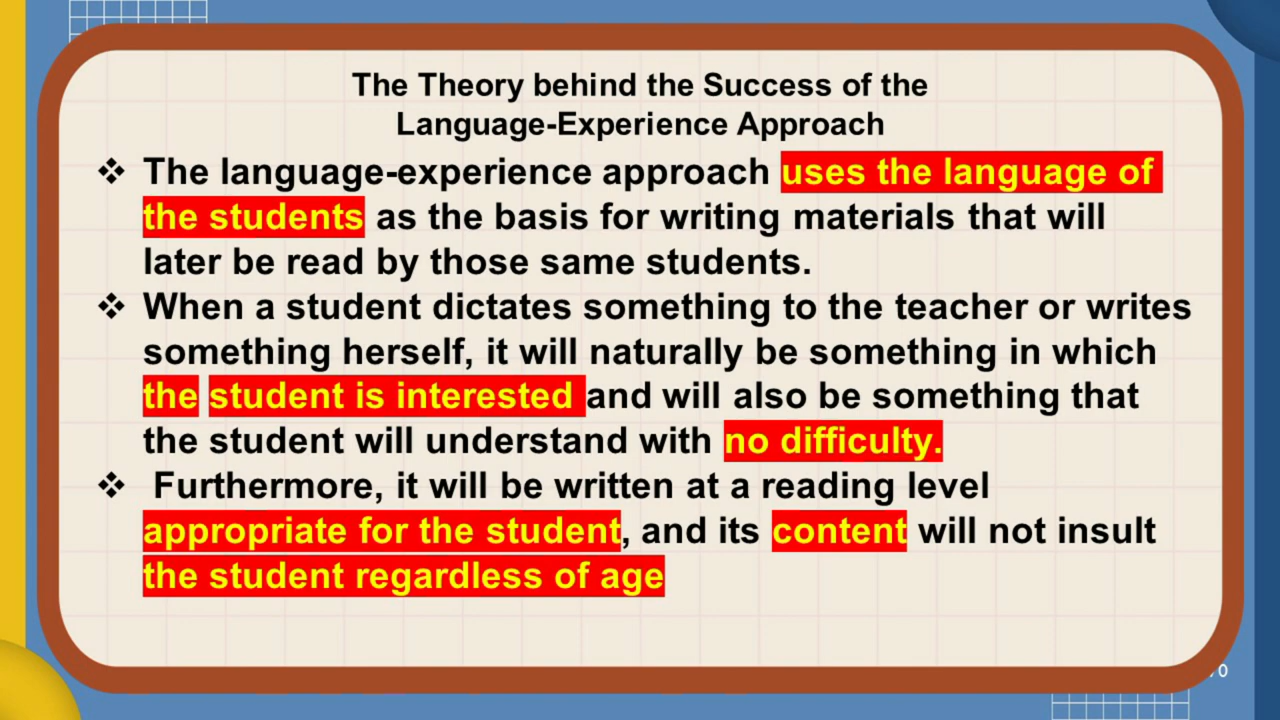 The Theory behind the Success of the
Language-Experience Approach
❖ The language-experience approach uses the language of
the students as the basis for writing materials that will
later be read by those same students.
❖ When a student dictates something to the teacher or writes
something herself, it will naturally be something in which
the student is interested and will also be something that
the student will understand with no difficulty.
❖ Furthermore, it will be written at a reading level
appropriate for the student, and its content will not insult
the student regardless of age